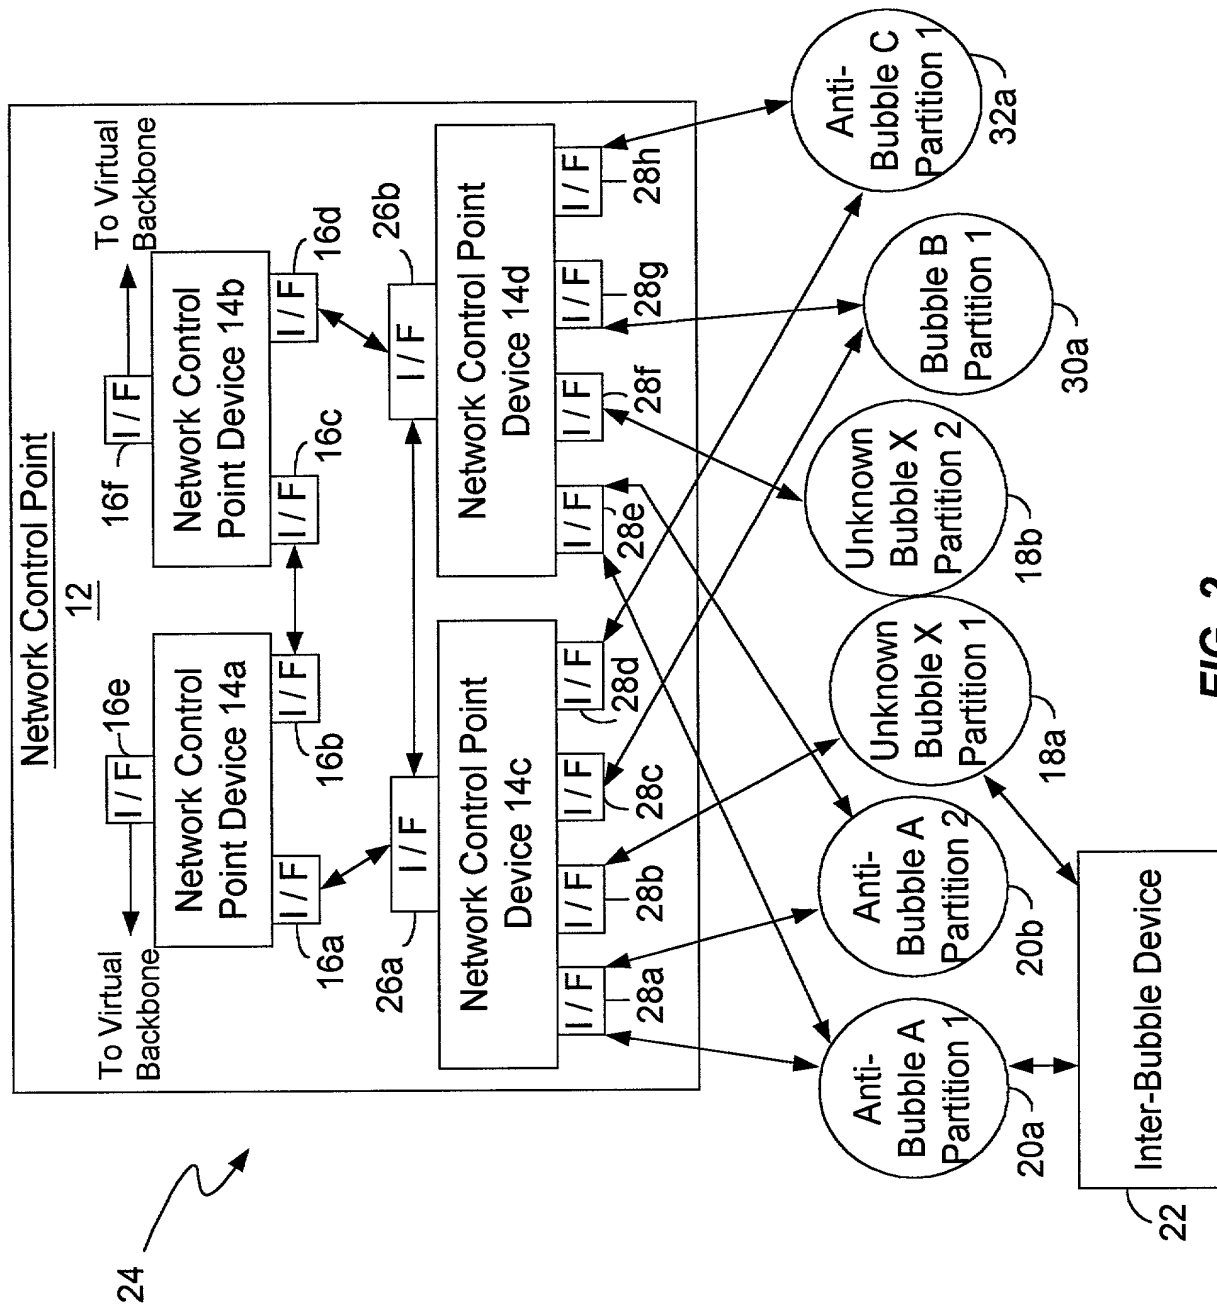 Network Control Point
12
To Virtual
Backbone
16e
I / F
Network Control
Point Device 14a
I / F
16a
I / F
16b
To Virtual
Backbone
16f
I / F
Network Control
Point Device 14b
I / F
16c
I / F
16d
26a
I / F
Network Control Point
Device 14c
I / F
28a
I / F
28b
I / F
28c
I / F
28d
26b
I / F
Network Control Point
Device 14d
I / F
28e
I / F
28f
I / F
28g
I / F
28h
24
Anti-
Bubble A
Partition 1
20a
Anti-
Bubble A
Partition 2
20b
Unknown
Bubble X
Partition 1
18a
Unknown
Bubble X
Partition 2
18b
Bubble B
Partition 1
30a
Anti-
Bubble C
Partition 1
32a
Inter-Bubble Device
22